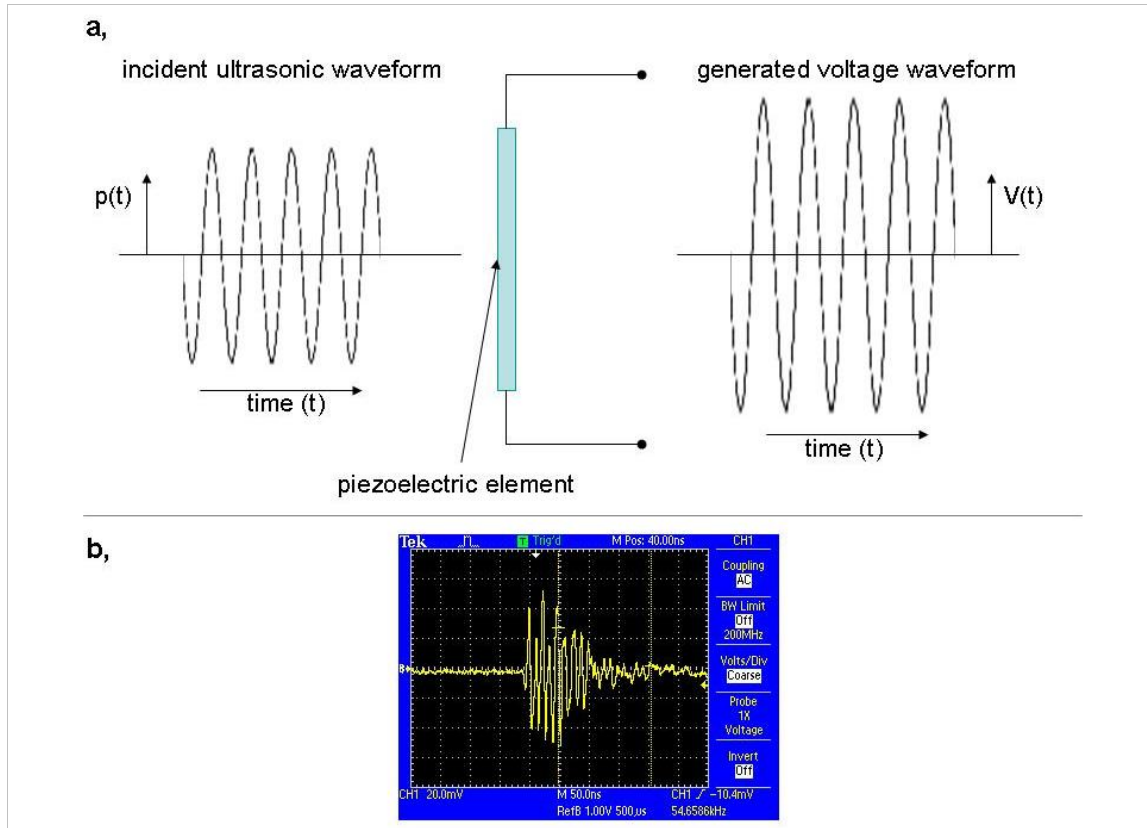 a,
incident ultrasonic waveform
generated voltage waveform
p(t)
V(t)
time (t)
time (t)
piezoelectric element
b,
Tek T Trig'd M Pos: 40.00ns CH1
Coupling
AC
BW Limit
Off
200MHz
Volts/Div
Coarse
Probe
1X
Voltage
Invert
Off
CH1 20.0mV M 50.0ns CH1 -10.4mV
RefB 1.00V 500µs 54.6586kHz